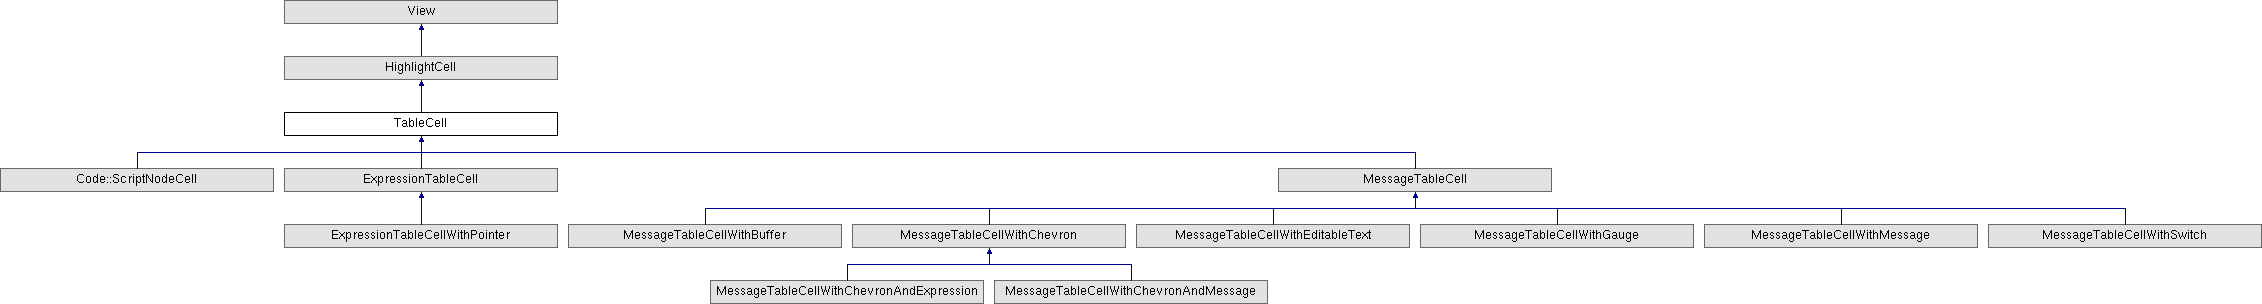 View
HighlightCell
TableCell
Code::ScriptNodeCell
ExpressionTableCell
MessageTableCell
ExpressionTableCellWithPointer
MessageTableCellWithBuffer
MessageTableCellWithChevron
MessageTableCellWithEditableText
MessageTableCellWithGauge
MessageTableCellWithMessage
MessageTableCellWithSwitch
MessageTableCellWithChevronAndExpression
MessageTableCellWithChevronAndMessage